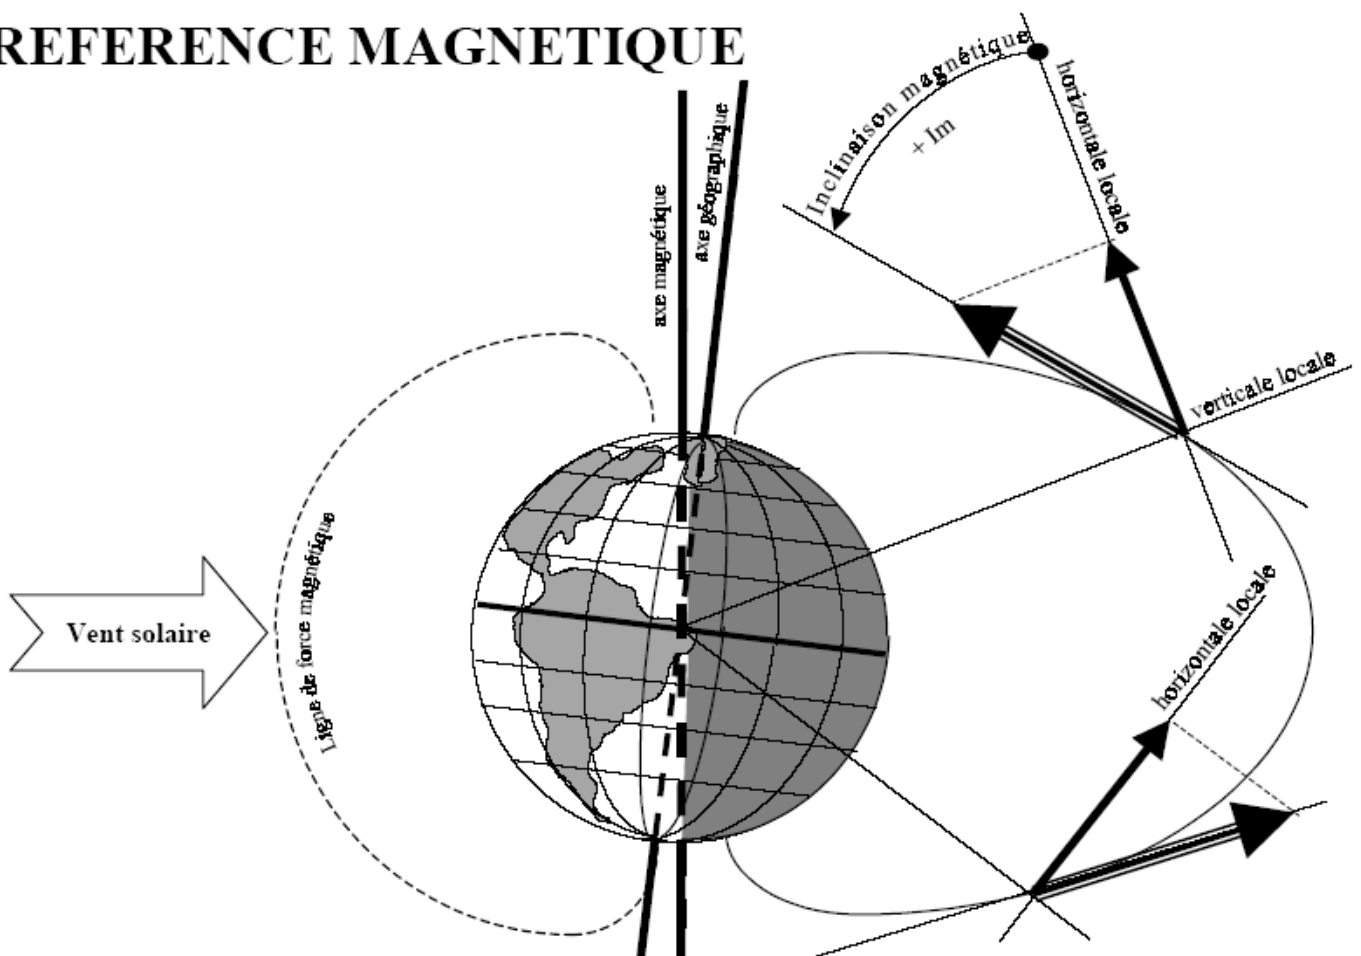 REFERENCE MAGNETIQUE
Inclinaison magnétique
+ Im
horizontale locale
axe magnétique
axe géographique
verticale locale
Ligne de force magnétique
Vent solaire
horizontale locale